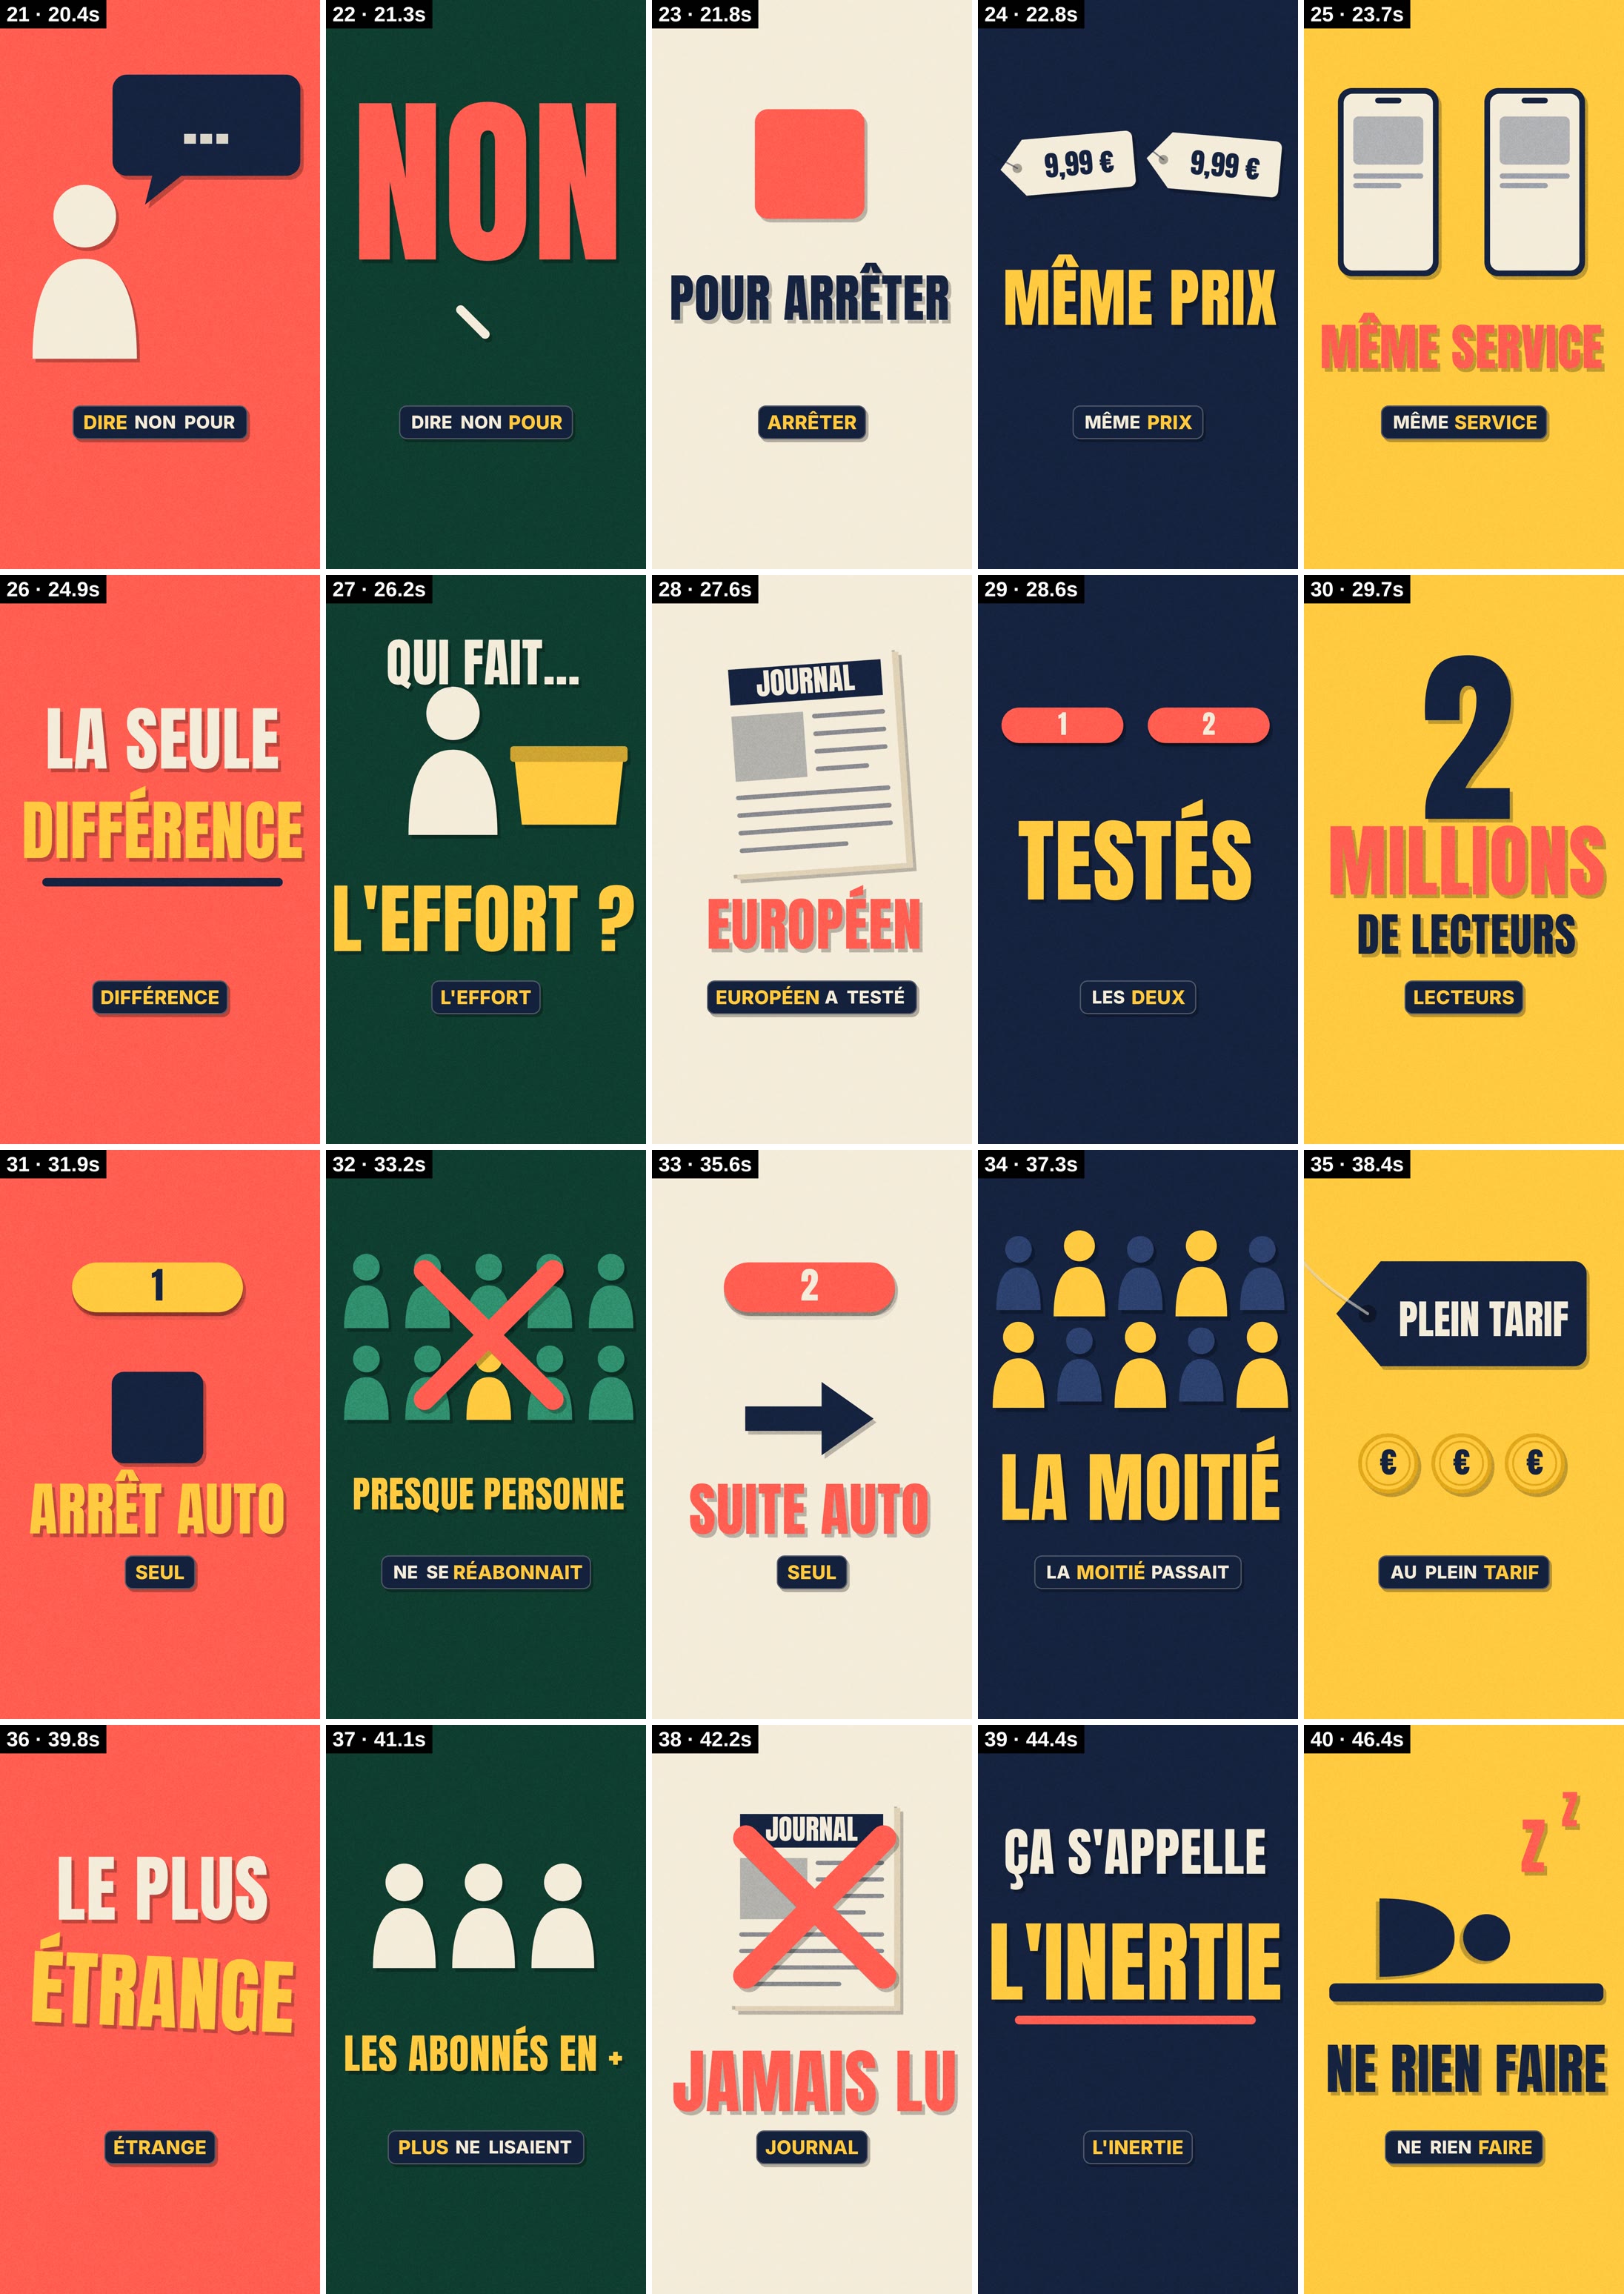 21 · 20.4s
...
DIRE NON POUR
22 · 21.3s
NON
DIRE NON POUR
23 · 21.8s
POUR ARRÊTER
ARRÊTER
24 · 22.8s
9,99 € 9,99 €
MÊME PRIX
MÊME PRIX
25 · 23.7s
MÊME SERVICE
MÊME SERVICE
26 · 24.9s
LA SEULE
DIFFÉRENCE
DIFFÉRENCE
27 · 26.2s
QUI FAIT...
L'EFFORT ?
L'EFFORT
28 · 27.6s
JOURNAL
EUROPÉEN
EUROPÉEN A TESTÉ
29 · 28.6s
1 2
TESTÉS
LES DEUX
30 · 29.7s
2
MILLIONS
DE LECTEURS
LECTEURS
31 · 31.9s
1
ARRÊT AUTO
SEUL
32 · 33.2s
PRESQUE PERSONNE
NE SE RÉABONNAIT
33 · 35.6s
2
SUITE AUTO
SEUL
34 · 37.3s
LA MOITIÉ
LA MOITIÉ PASSAIT
35 · 38.4s
PLEIN TARIF
€ € €
AU PLEIN TARIF
36 · 39.8s
LE PLUS
ÉTRANGE
ÉTRANGE
37 · 41.1s
LES ABONNÉS EN +
PLUS NE LISAIENT
38 · 42.2s
JOURNAL
JAMAIS LU
JOURNAL
39 · 44.4s
ÇA S'APPELLE
L'INERTIE
L'INERTIE
40 · 46.4s
Z Z
NE RIEN FAIRE
NE RIEN FAIRE